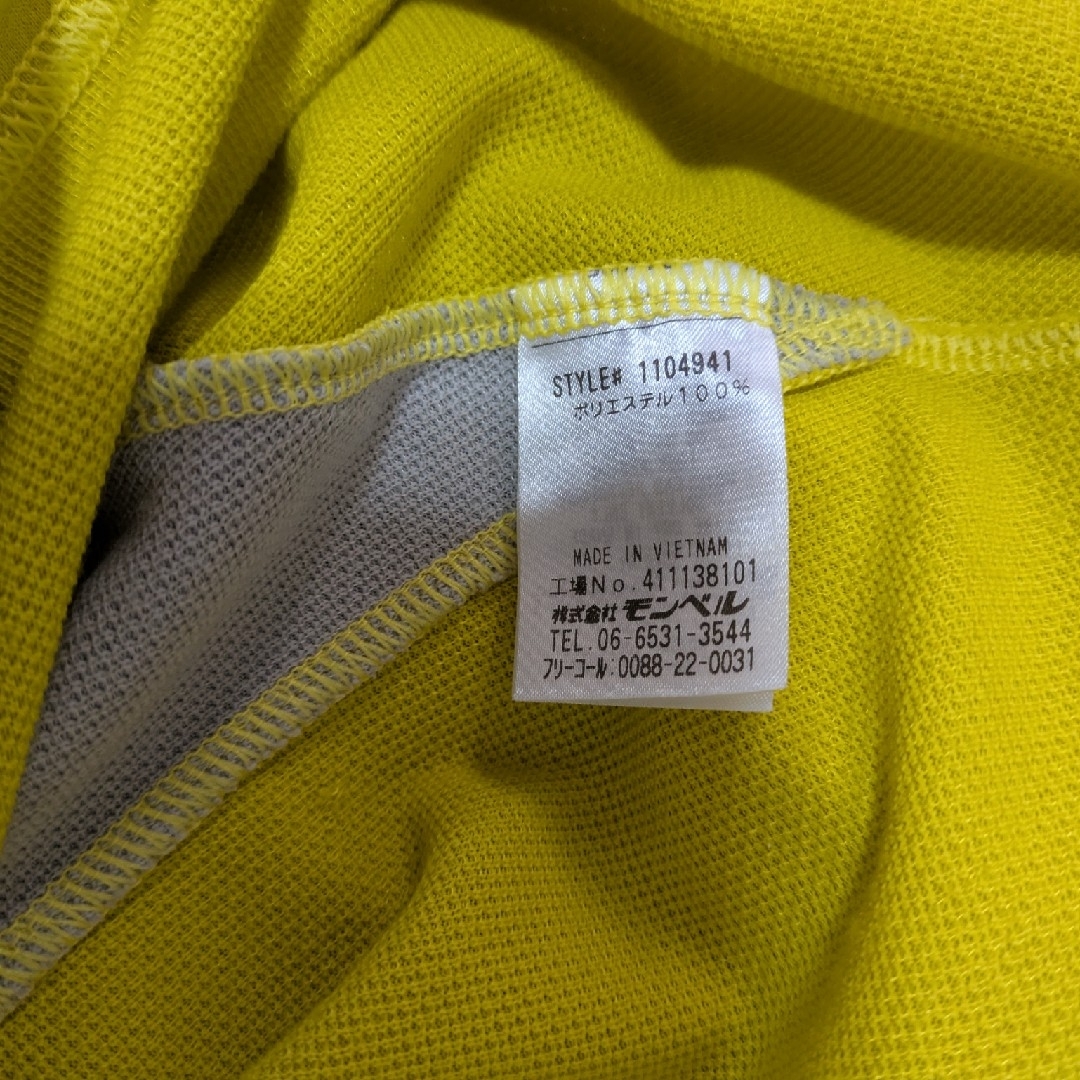 STYLE# 1104941
ポリエステル100%
MADE IN VIETNAM
工場No.411138101
株式会社 モンベル
TEL.06-6531-3544
フリーコール:0088-22-0031